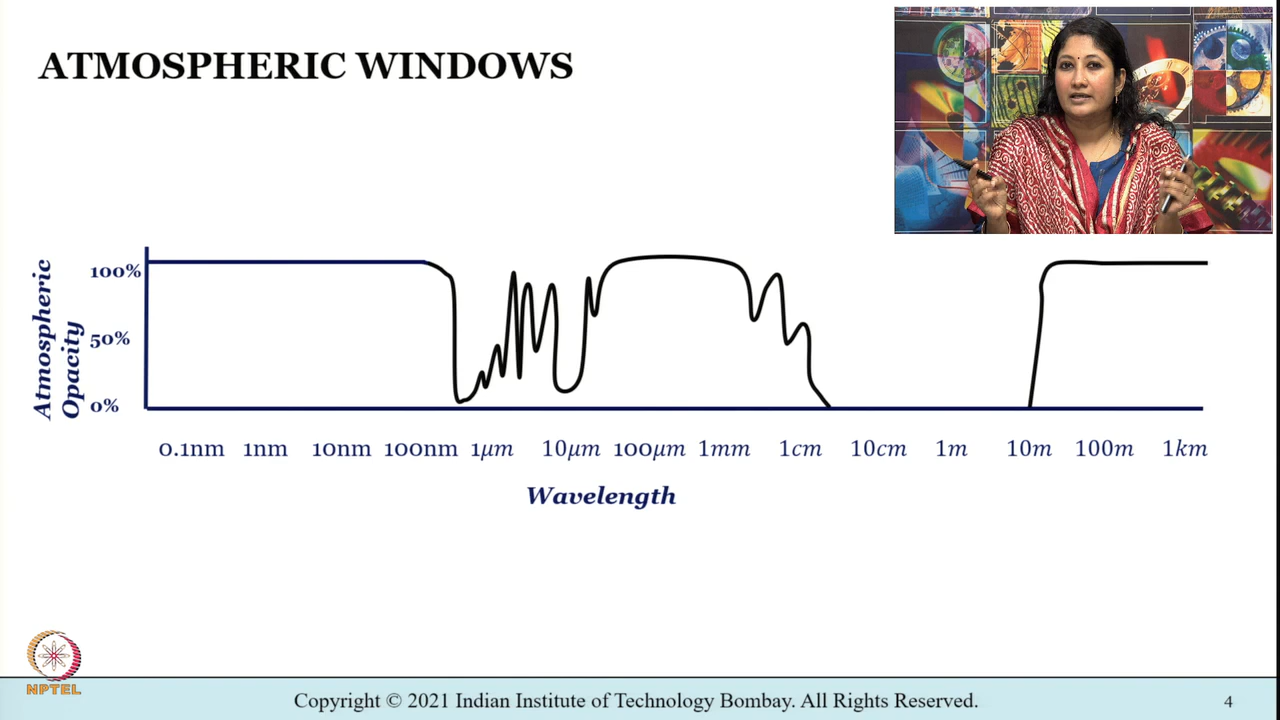 ATMOSPHERIC WINDOWS
Atmospheric
Opacity
100%
50%
0%
0.1nm 1nm 10nm 100nm 1μm 10μm 100μm 1mm 1cm 10cm 1m 10m 100m 1km
Wavelength
NPTEL
Copyright © 2021 Indian Institute of Technology Bombay. All Rights Reserved.
4